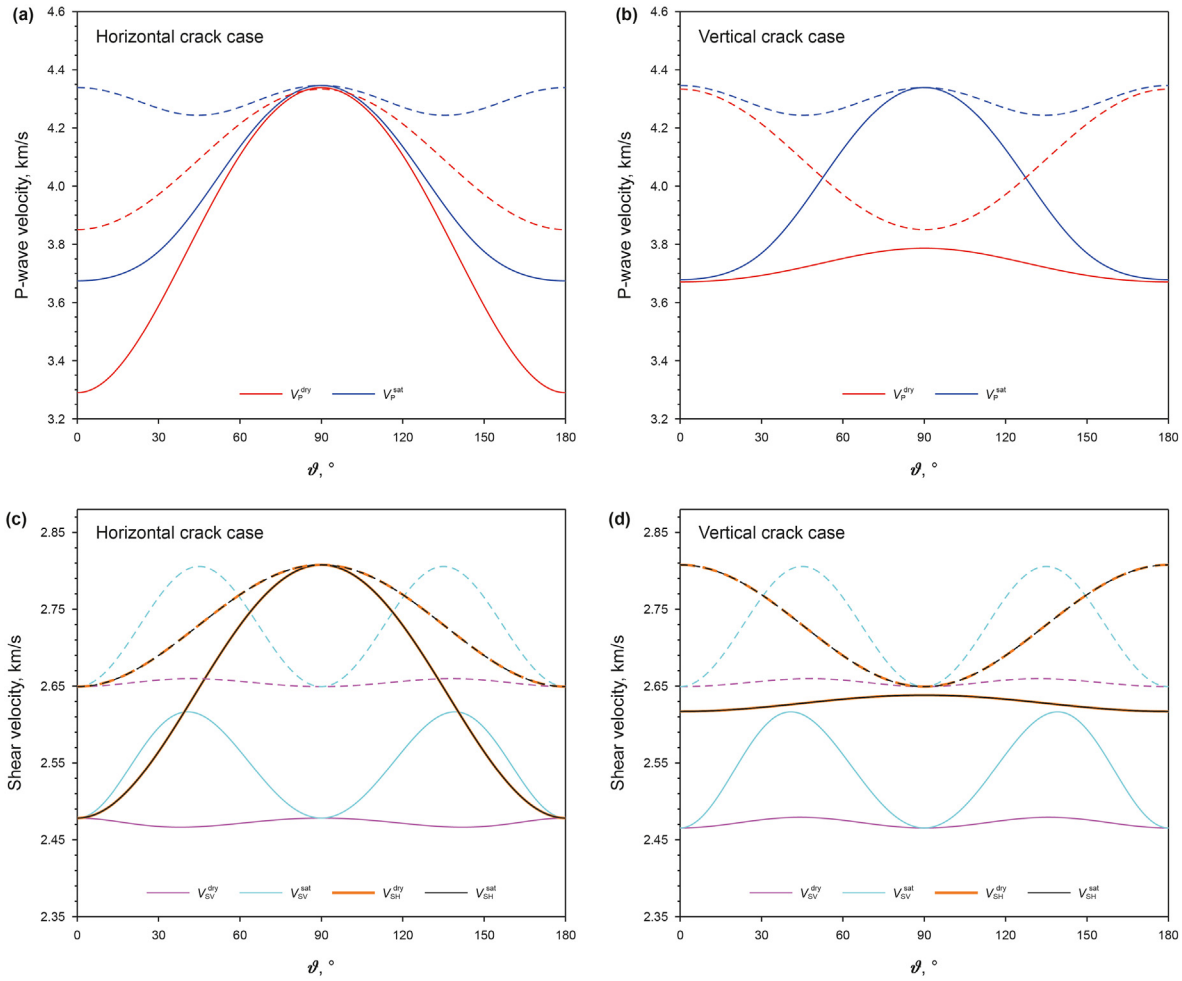 (a)
Horizontal crack case
P-wave velocity, km/s
4.6
4.4
4.2
4.0
3.8
3.6
3.4
3.2
V_P^dry V_P^sat
0 30 60 90 120 150 180
ϑ, °
(b)
Vertical crack case
P-wave velocity, km/s
4.6
4.4
4.2
4.0
3.8
3.6
3.4
3.2
V_P^dry V_P^sat
0 30 60 90 120 150 180
ϑ, °
(c)
Horizontal crack case
Shear velocity, km/s
2.85
2.75
2.65
2.55
2.45
2.35
V_SV^dry V_SV^sat V_SH^dry V_SH^sat
0 30 60 90 120 150 180
ϑ, °
(d)
Vertical crack case
Shear velocity, km/s
2.85
2.75
2.65
2.55
2.45
2.35
V_SV^dry V_SV^sat V_SH^dry V_SH^sat
0 30 60 90 120 150 180
ϑ, °